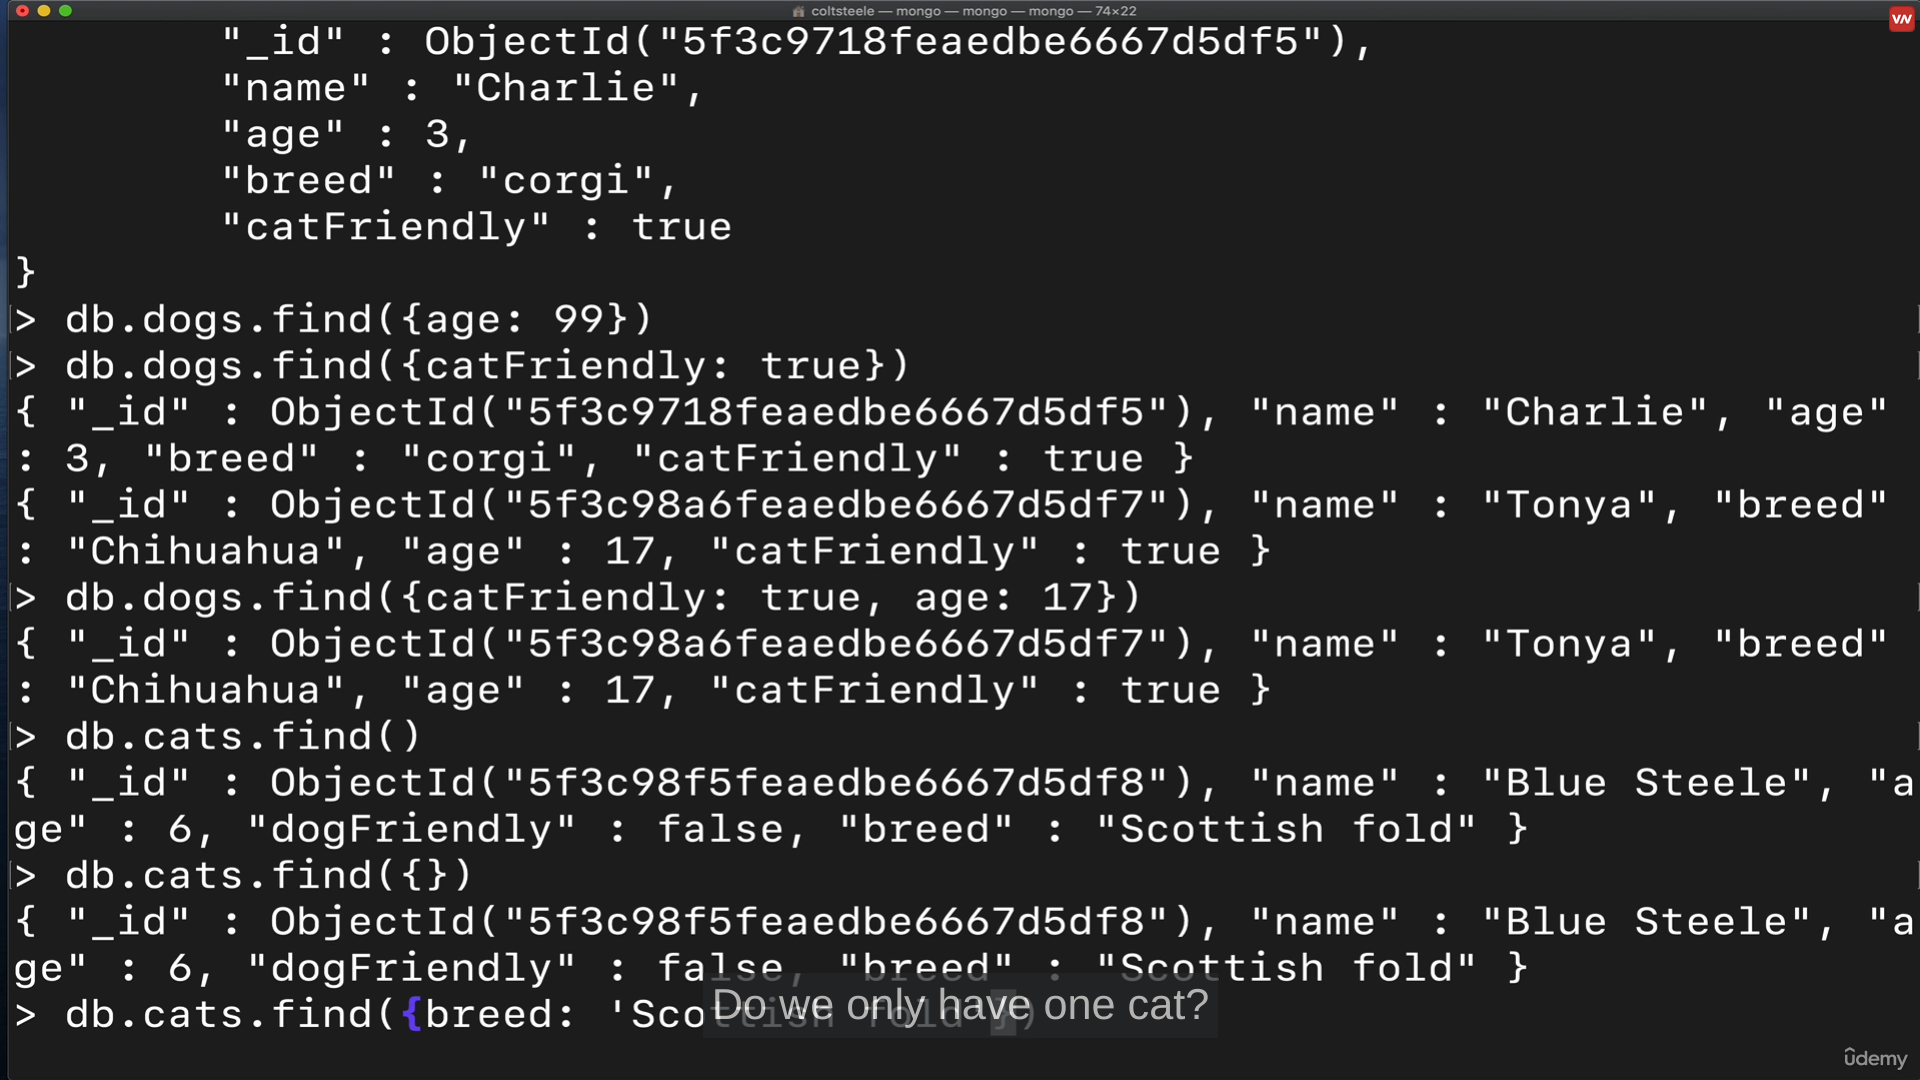 coltsteele — mongo — mongo — mongo — 74×22
VN
"_id" : ObjectId("5f3c9718feaedbe6667d5df5"),
"name" : "Charlie",
"age" : 3,
"breed" : "corgi",
"catFriendly" : true
}
> db.dogs.find({age: 99})
> db.dogs.find({catFriendly: true})
{ "_id" : ObjectId("5f3c9718feaedbe6667d5df5"), "name" : "Charlie", "age"
: 3, "breed" : "corgi", "catFriendly" : true }
{ "_id" : ObjectId("5f3c98a6feaedbe6667d5df7"), "name" : "Tonya", "breed"
: "Chihuahua", "age" : 17, "catFriendly" : true }
> db.dogs.find({catFriendly: true, age: 17})
{ "_id" : ObjectId("5f3c98a6feaedbe6667d5df7"), "name" : "Tonya", "breed"
: "Chihuahua", "age" : 17, "catFriendly" : true }
> db.cats.find()
{ "_id" : ObjectId("5f3c98f5feaedbe6667d5df8"), "name" : "Blue Steele", "a
ge" : 6, "dogFriendly" : false, "breed" : "Scottish fold" }
> db.cats.find({})
{ "_id" : ObjectId("5f3c98f5feaedbe6667d5df8"), "name" : "Blue Steele", "a
ge" : 6, "dogFriendly" : false, "breed" : "Scottish fold" }
> db.cats.find({breed: 'Scottish fold'})
Do we only have one cat?
ûdemy